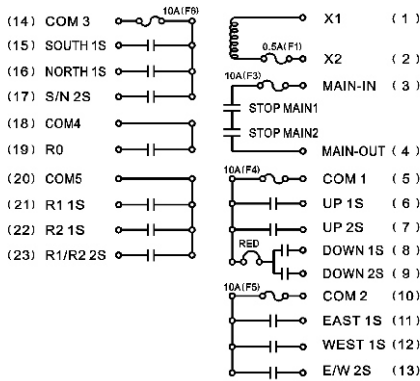 (14) COM 3 10A(F6)
(15) SOUTH 1S
(16) NORTH 1S
(17) S/N 2S
(18) COM4
(19) R0
(20) COM5
(21) R1 1S
(22) R2 1S
(23) R1/R2 2S
X1 (1)
0.5A(F1)
X2 (2)
10A(F3)
MAIN-IN (3)
STOP MAIN1
STOP MAIN2
MAIN-OUT (4)
10A(F4)
COM 1 (5)
UP 1S (6)
UP 2S (7)
RED
DOWN 1S (8)
DOWN 2S (9)
10A(F5)
COM 2 (10)
EAST 1S (11)
WEST 1S (12)
E/W 2S (13)